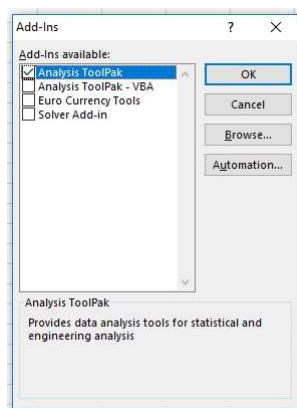 Add-Ins ? ×
Add-Ins available:
Analysis ToolPak
Analysis ToolPak - VBA
Euro Currency Tools
Solver Add-in
OK
Cancel
Browse...
Automation...
Analysis ToolPak
Provides data analysis tools for statistical and
engineering analysis